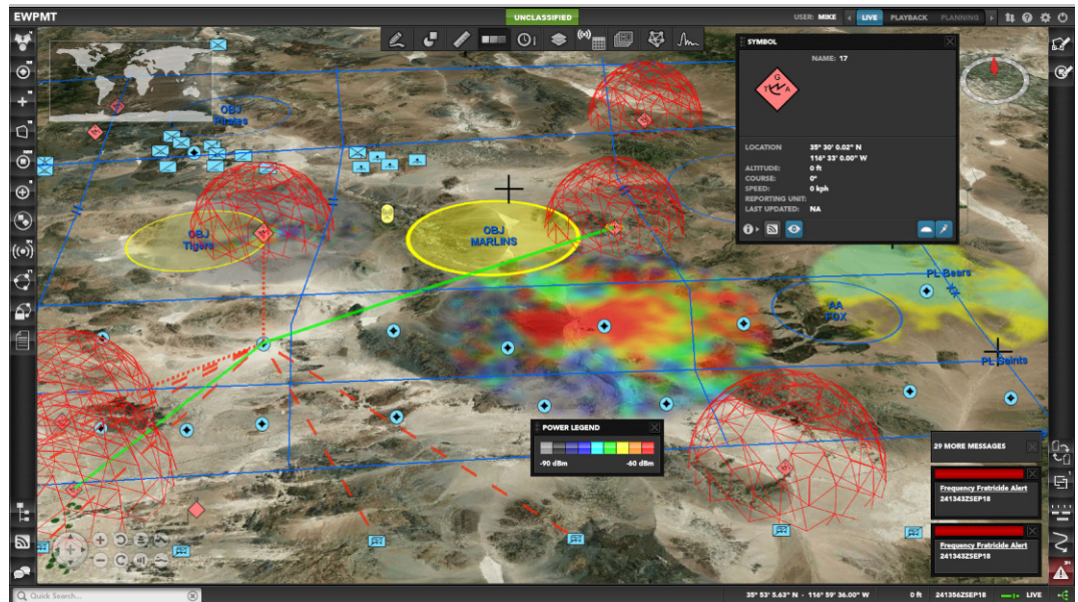 EWPMT
UNCLASSIFIED
USER: MIKE
LIVE
PLAYBACK
PLANNING
SYMBOL
NAME: 17
G
T
A
LOCATION
35° 30' 0.02" N
116° 33' 0.00" W
ALTITUDE:
0 ft
COURSE:
0°
SPEED:
0 kph
REPORTING UNIT:
LAST UPDATED:
NA
OBJ
Pirates
OBJ
Tigers
OBJ
MARLINS
PL Bears
AA
FOX
PL Saints
POWER LEGEND
-90 dBm
-60 dBm
29 MORE MESSAGES
Frequency Fratricide Alert
241343ZSEP18
Frequency Fratricide Alert
241343ZSEP18
Quick Search...
35° 53' 5.63" N - 116° 59' 36.00" W
0 ft
241356ZSEP18
LIVE